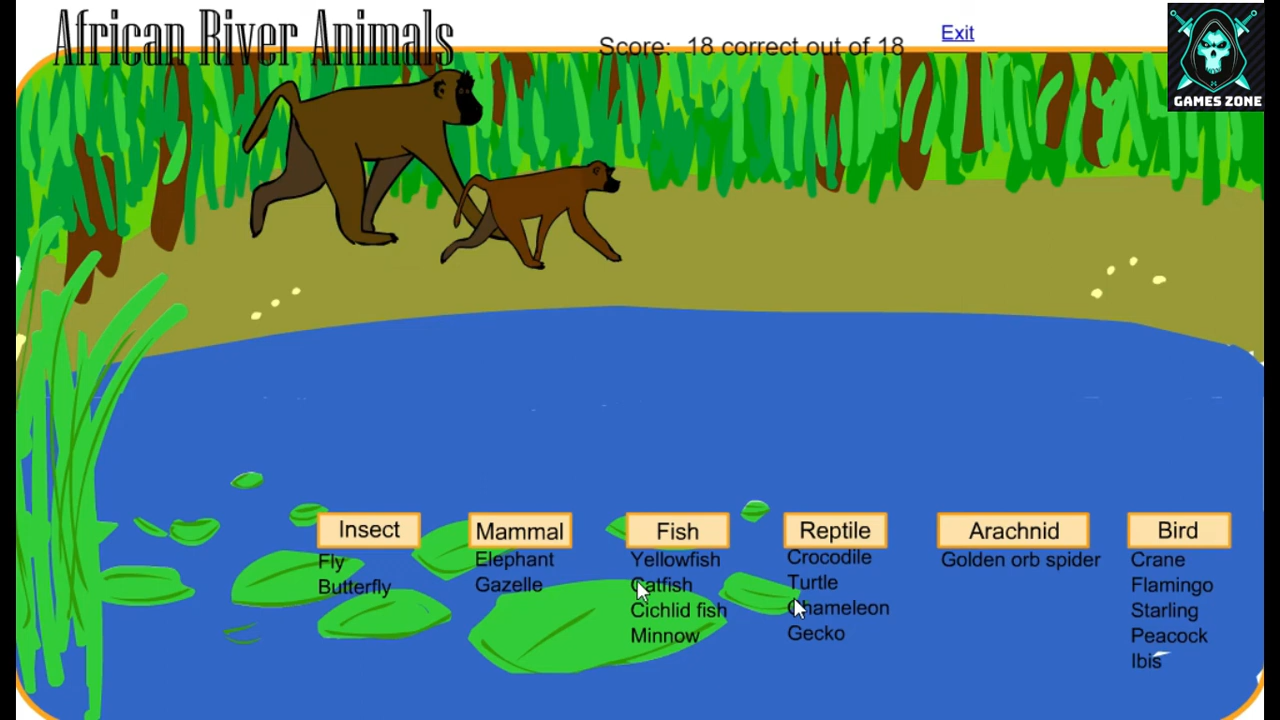 African River Animals
Score: 18 correct out of 18
Exit
GAMES ZONE
Insect
Fly
Butterfly
Mammal
Elephant
Gazelle
Fish
Yellowfish
Catfish
Cichlid fish
Minnow
Reptile
Crocodile
Turtle
Chameleon
Gecko
Arachnid
Golden orb spider
Bird
Crane
Flamingo
Starling
Peacock
Ibis